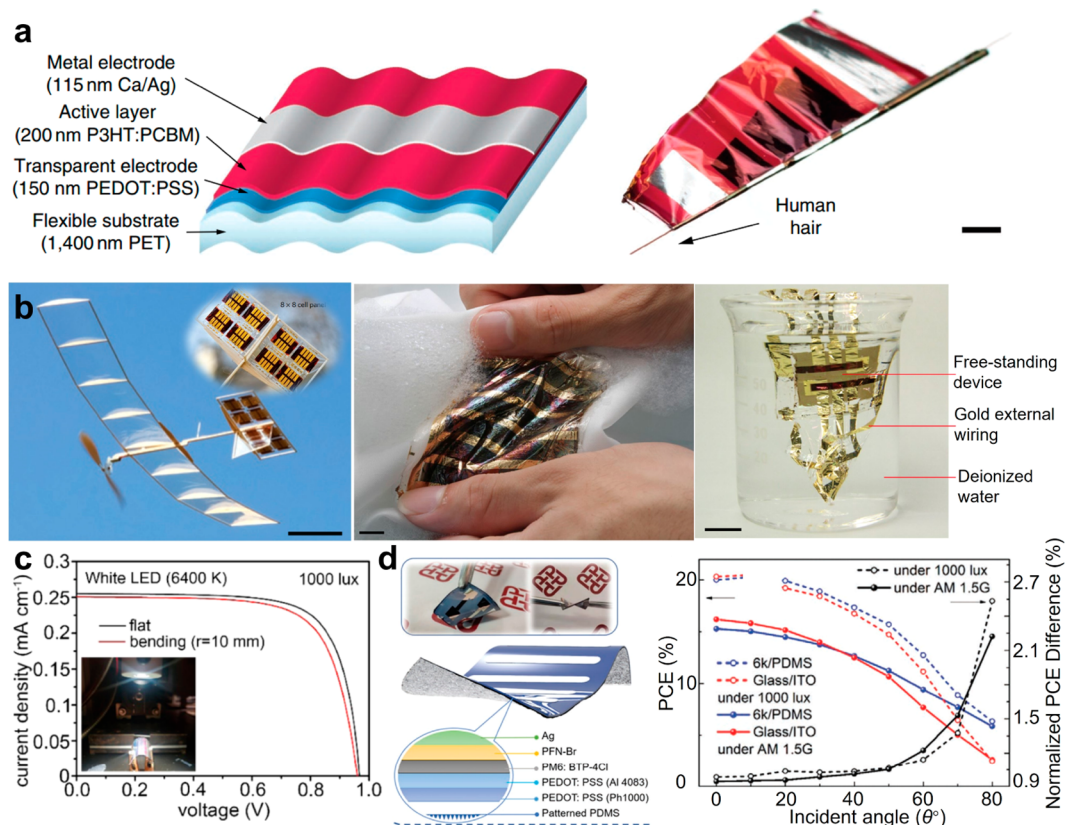 a
Metal electrode
(115 nm Ca/Ag)
Active layer
(200 nm P3HT:PCBM)
Transparent electrode
(150 nm PEDOT:PSS)
Flexible substrate
(1,400 nm PET)
Human
hair
b
8 × 8 cell panel
Free-standing
device
Gold external
wiring
Deionized
water
c
current density (mA cm⁻²)
0.3
0.25
0.2
0.15
0.1
0.05
0
White LED (6400 K)
1000 lux
flat
bending (r=10 mm)
0.0 0.2 0.4 0.6 0.8 1.0
voltage (V)
d
Ag
PFN-Br
PM6: BTP-4Cl
PEDOT: PSS (Al 4083)
PEDOT: PSS (Ph1000)
Patterned PDMS
PCE (%)
20
10
0
under 1000 lux
under AM 1.5G
6k/PDMS
Glass/ITO
under 1000 lux
6k/PDMS
Glass/ITO
under AM 1.5G
0 20 40 60 80
Incident angle (θ°)
2.7
2.1
1.5
0.9
Normalized PCE Difference (%)